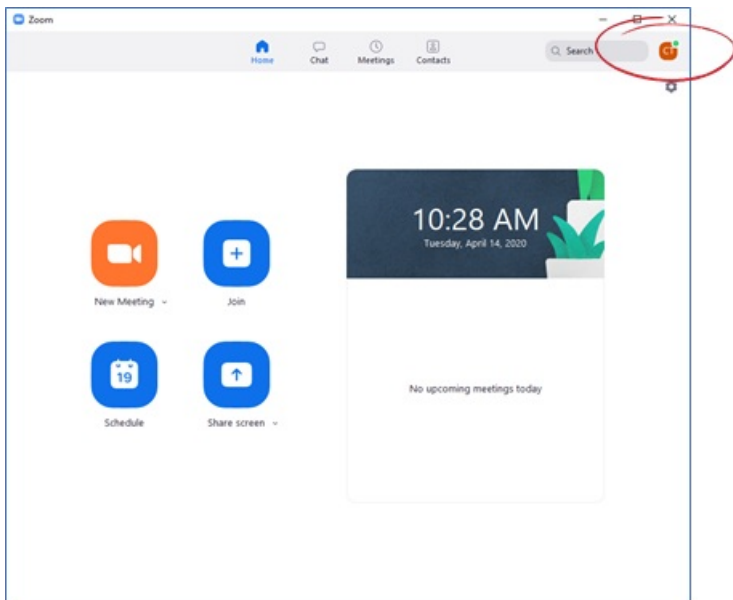 Zoom
Home
Chat
Meetings
Contacts
Search
CT
10:28 AM
Tuesday, April 14, 2020
New Meeting
Join
19
Schedule
Share screen
No upcoming meetings today